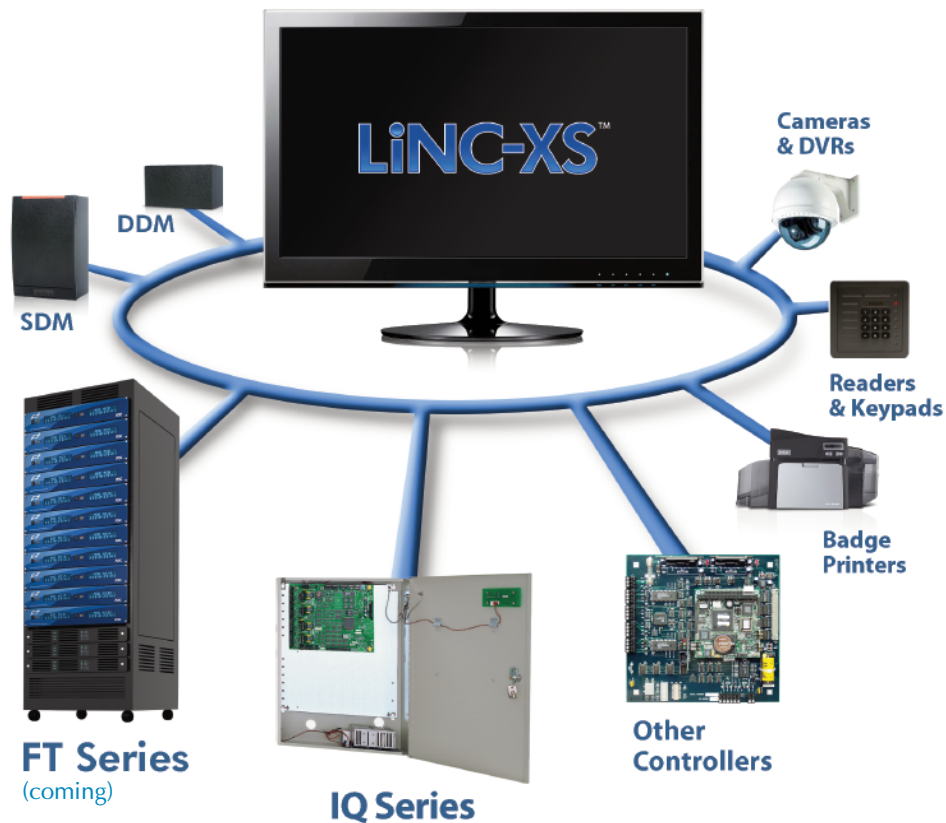 LiNC-XS™
Cameras
& DVRs
DDM
SDM
Readers
& Keypads
Badge
Printers
FT Series
(coming)
IQ Series
Other
Controllers